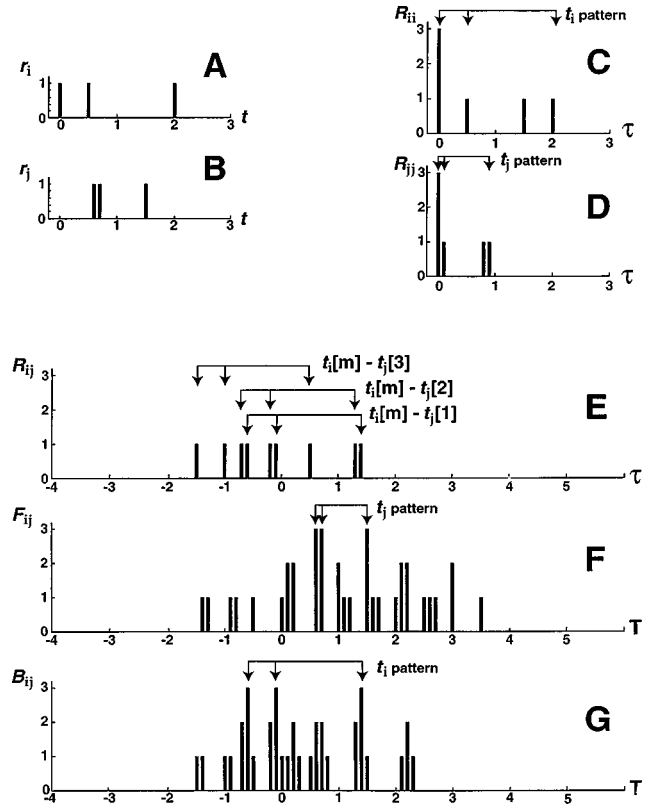 A
r_i
1
0
0 1 2 3 t
B
r_j
1
0
0 1 2 3 t
R_ii t_i pattern
C
3
2
1
0
0 1 2 3 τ
R_jj t_j pattern
D
3
2
1
0
0 1 2 3 τ
R_ij t_i[m] - t_j[3]
t_i[m] - t_j[2]
t_i[m] - t_j[1]
E
3
2
1
0
-4 -3 -2 -1 0 1 2 3 4 5 τ
F_ij t_j pattern
F
3
2
1
0
-4 -3 -2 -1 0 1 2 3 4 5 T
B_ij t_i pattern
G
3
2
1
0
-4 -3 -2 -1 0 1 2 3 4 5 T